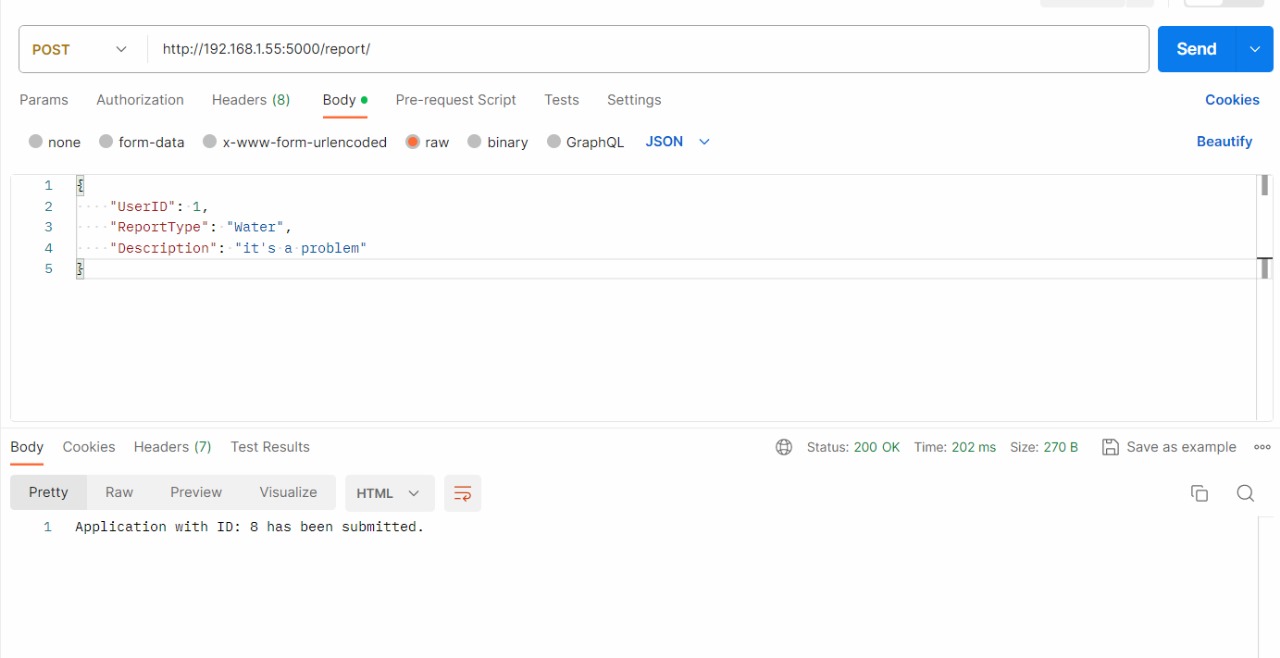 POST http://192.168.1.55:5000/report/ Send
Params Authorization Headers (8) Body Pre-request Script Tests Settings Cookies
none form-data x-www-form-urlencoded raw binary GraphQL JSON Beautify
1 {
2 "UserID": 1,
3 "ReportType": "Water",
4 "Description": "it's a problem"
5 }
Body Cookies Headers (7) Test Results Status: 200 OK Time: 202 ms Size: 270 B Save as example
Pretty Raw Preview Visualize HTML
1 Application with ID: 8 has been submitted.